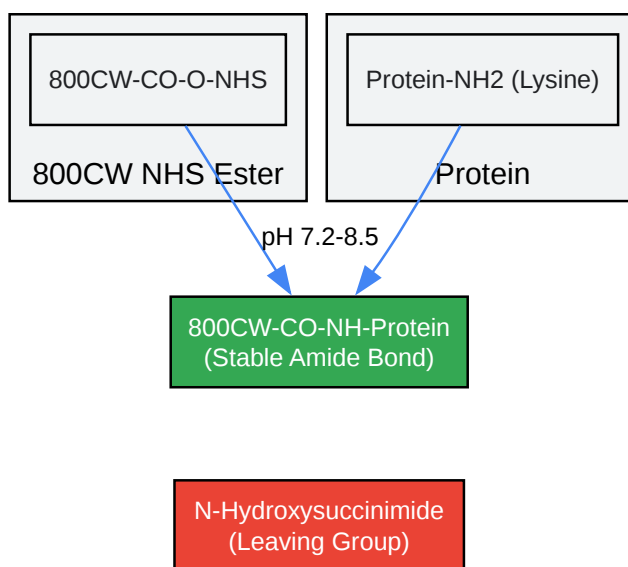 800CW-CO-O-NHS
Protein-NH2 (Lysine)
800CW NHS Ester
Protein
pH 7.2-8.5
800CW-CO-NH-Protein
(Stable Amide Bond)
N-Hydroxysuccinimide
(Leaving Group)